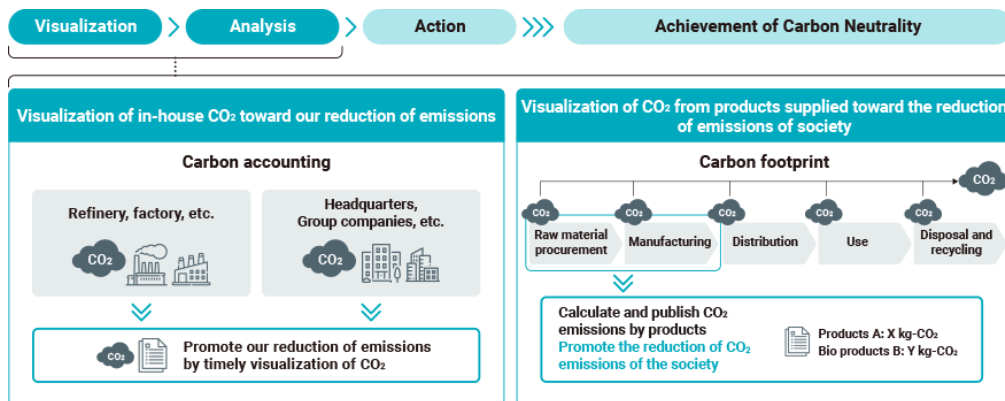 Visualization
Analysis
Action
Achievement of Carbon Neutrality
Visualization of in-house CO₂ toward our reduction of emissions
Carbon accounting
Refinery, factory, etc.
CO₂
Headquarters,
Group companies, etc.
CO₂
CO₂
Promote our reduction of emissions
by timely visualization of CO₂
Visualization of CO₂ from products supplied toward the reduction
of emissions of society
Carbon footprint
CO₂
CO₂
CO₂
CO₂
CO₂
CO₂
Raw material
procurement
Manufacturing
Distribution
Use
Disposal and
recycling
Calculate and publish CO₂
emissions by products
Promote the reduction of CO₂
emissions of the society
Products A: X kg-CO₂
Bio products B: Y kg-CO₂